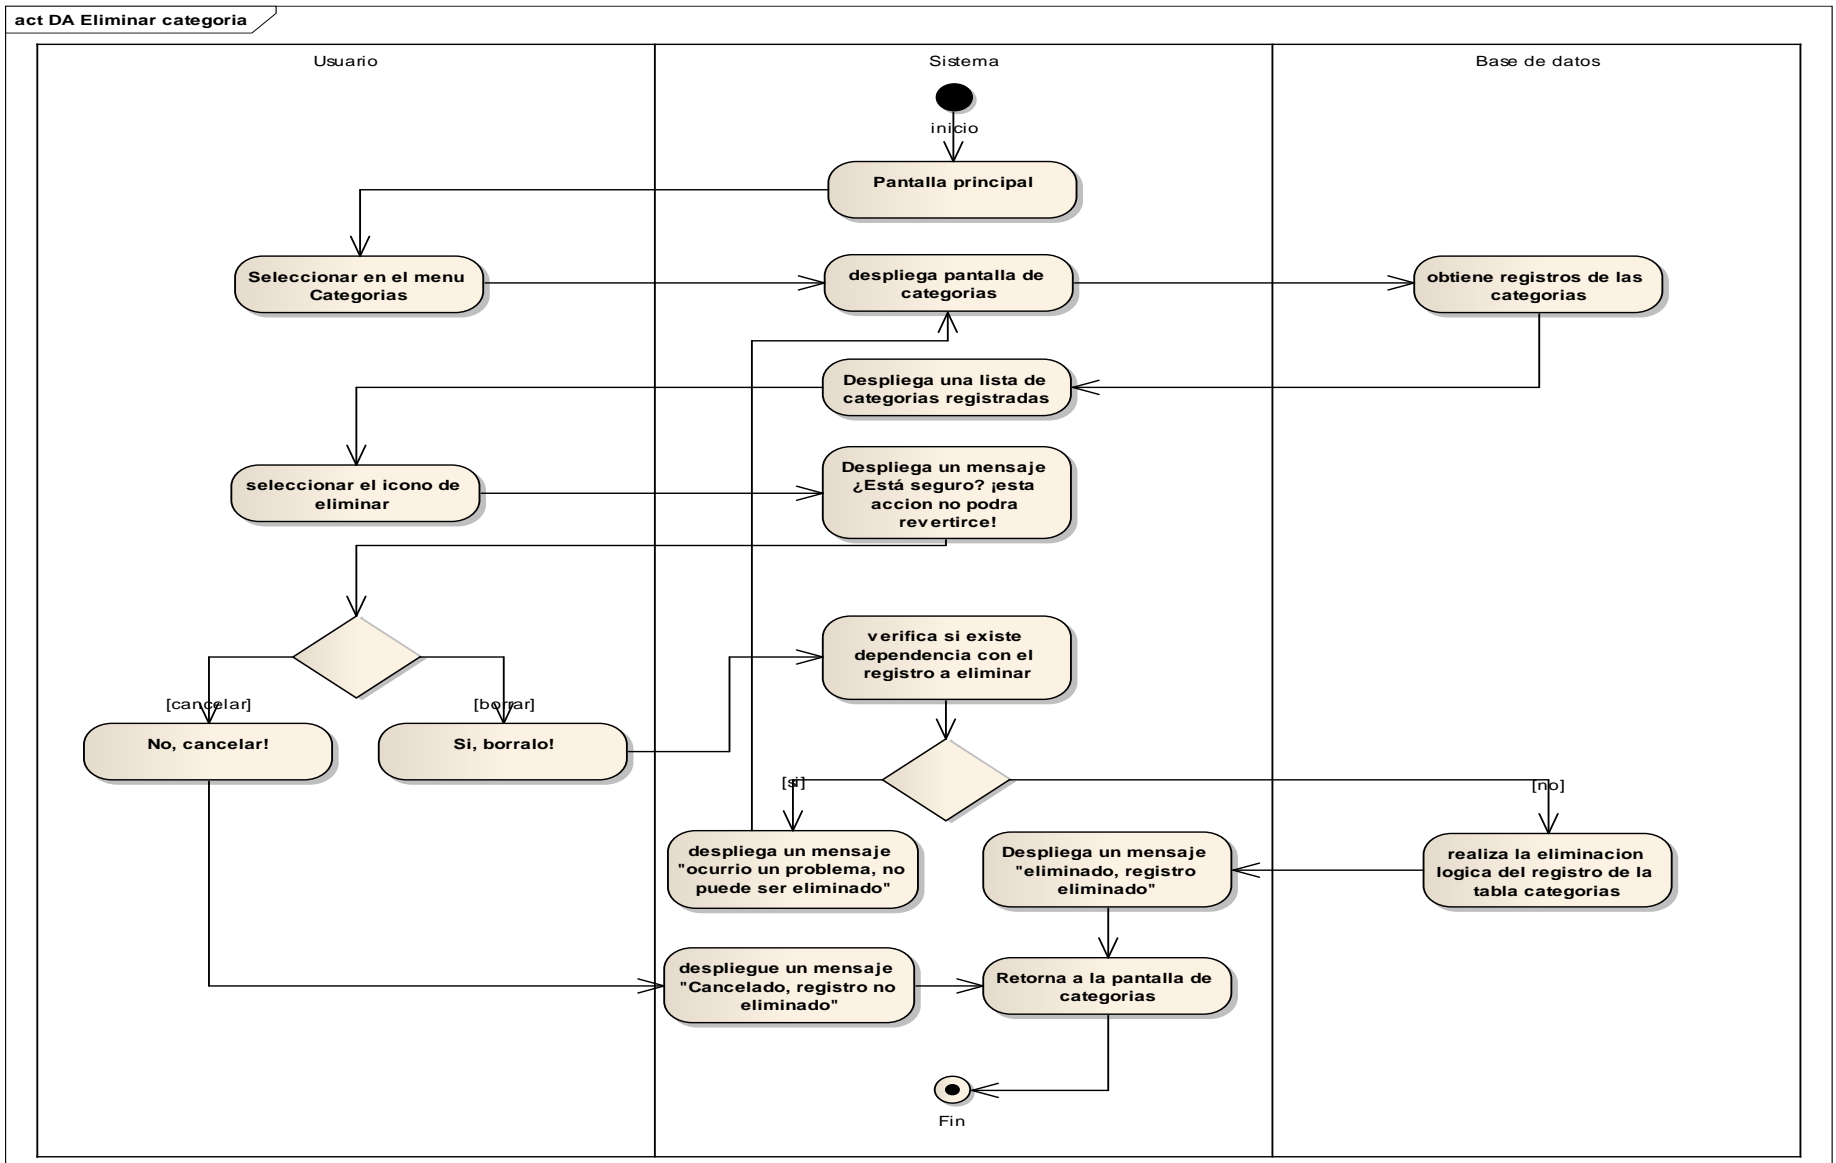 act DA Eliminar categoria
Usuario
Sistema
Base de datos
inicio
Pantalla principal
Seleccionar en el menu
Categorias
despliega pantalla de
categorias
obtiene registros de las
categorias
Despliega una lista de
categorias registradas
seleccionar el icono de
eliminar
Despliega un mensaje
¿Está seguro? ¡esta
accion no podra
revertirce!
verifica si existe
dependencia con el
registro a eliminar
[cancelar]
[borrar]
No, cancelar!
Si, borralo!
[si]
[no]
despliega un mensaje
"ocurrio un problema, no
puede ser eliminado"
Despliega un mensaje
"eliminado, registro
eliminado"
realiza la eliminacion
logica del registro de la
tabla categorias
despliegue un mensaje
"Cancelado, registro no
eliminado"
Retorna a la pantalla de
categorias
Fin